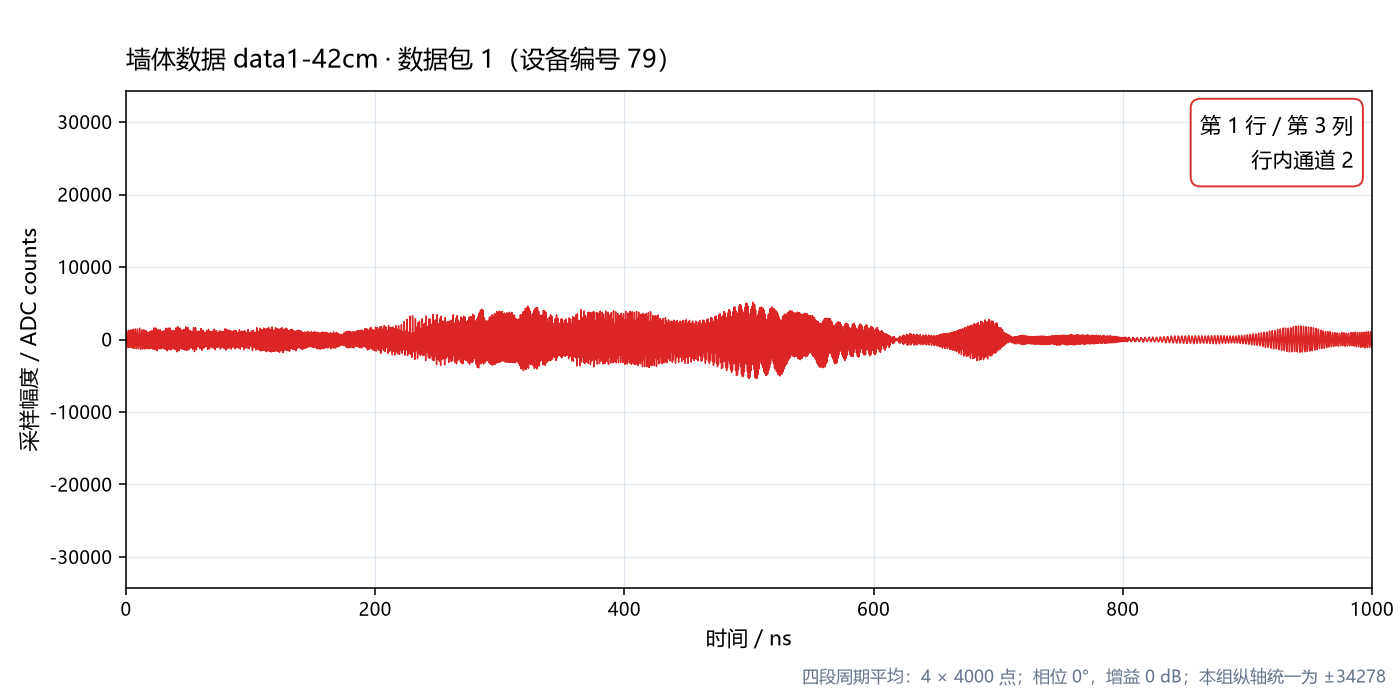 墙体数据 data1-42cm · 数据包 1（设备编号 79）
第 1 行 / 第 3 列
行内通道 2
采样幅度 / ADC counts
30000
20000
10000
0
-10000
-20000
-30000
0 200 400 600 800 1000
时间 / ns
四段周期平均：4 × 4000 点；相位 0°，增益 0 dB；本组纵轴统一为 ±34278